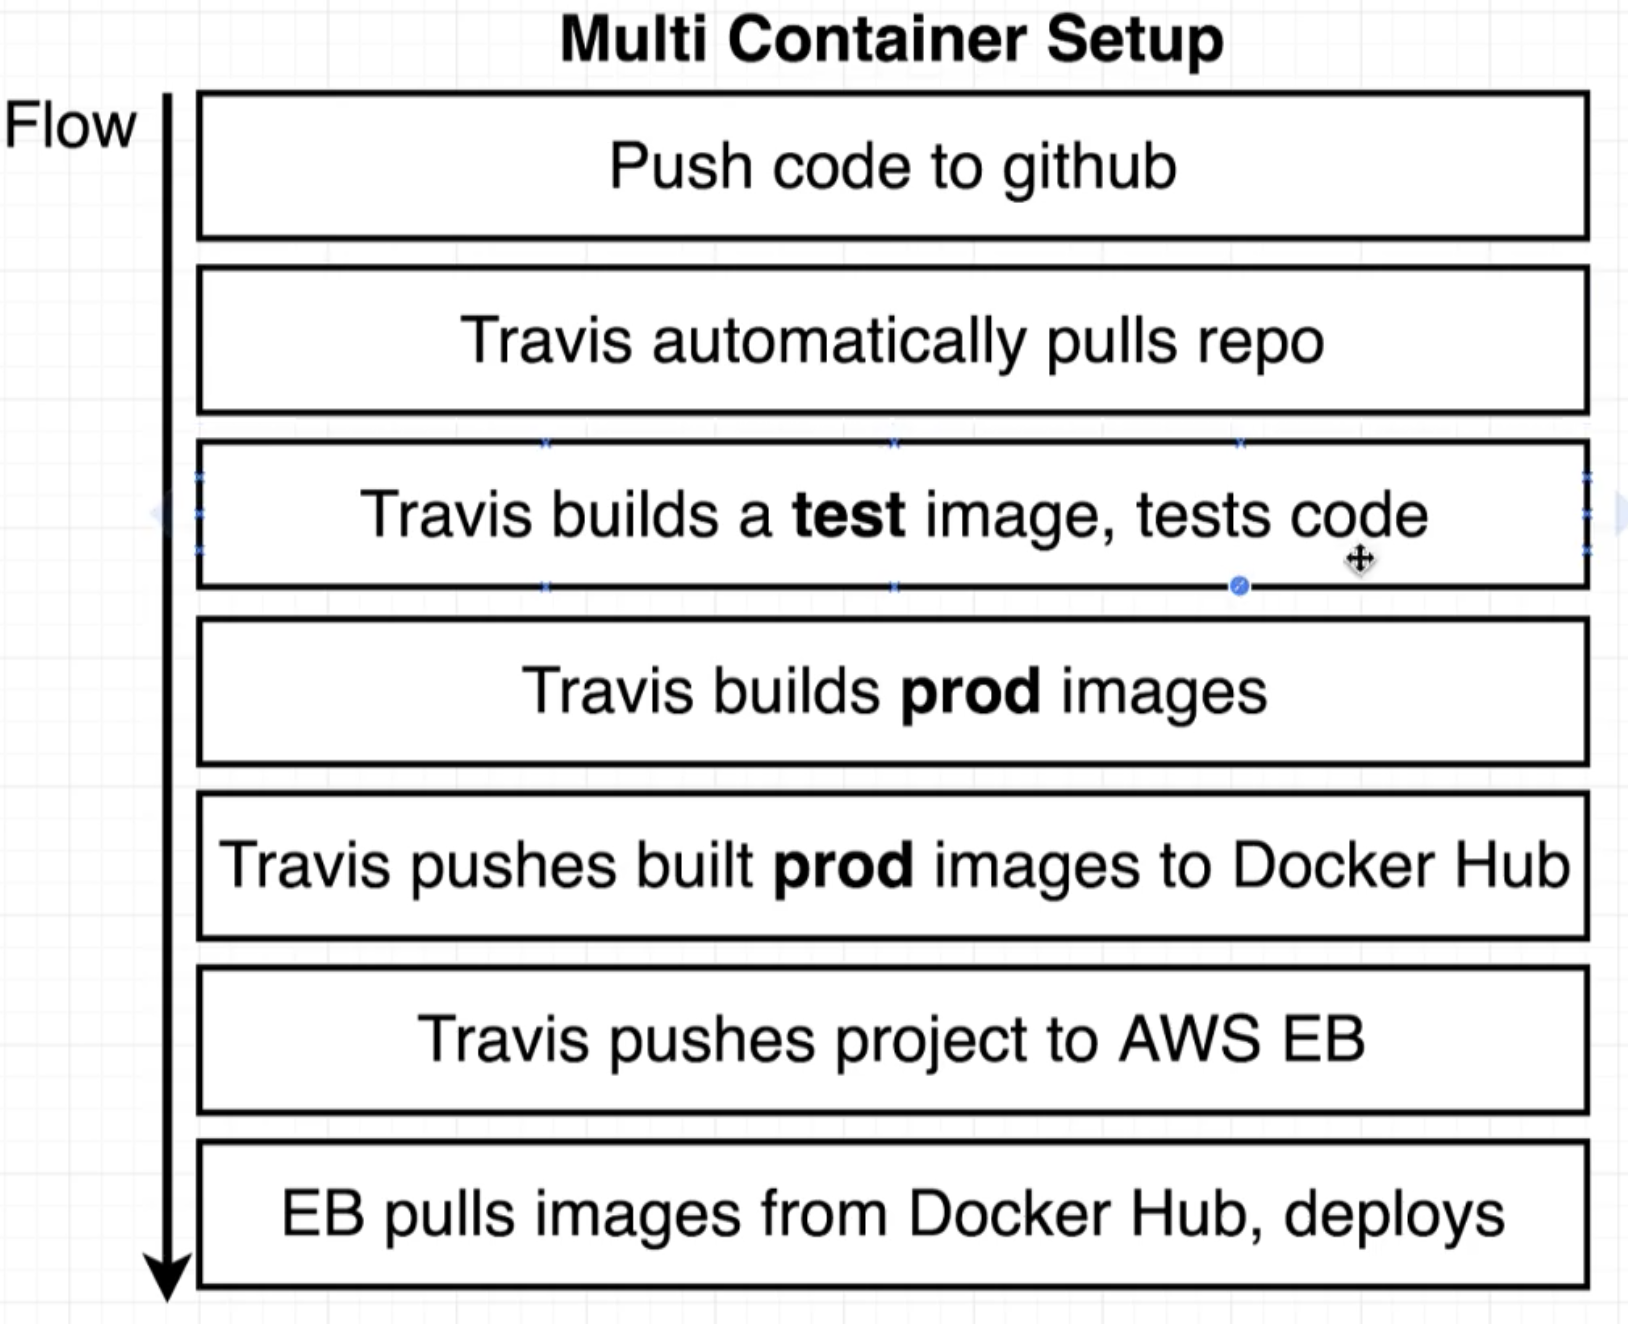 Multi Container Setup
Flow
Push code to github
Travis automatically pulls repo
Travis builds a test image, tests code
Travis builds prod images
Travis pushes built prod images to Docker Hub
Travis pushes project to AWS EB
EB pulls images from Docker Hub, deploys